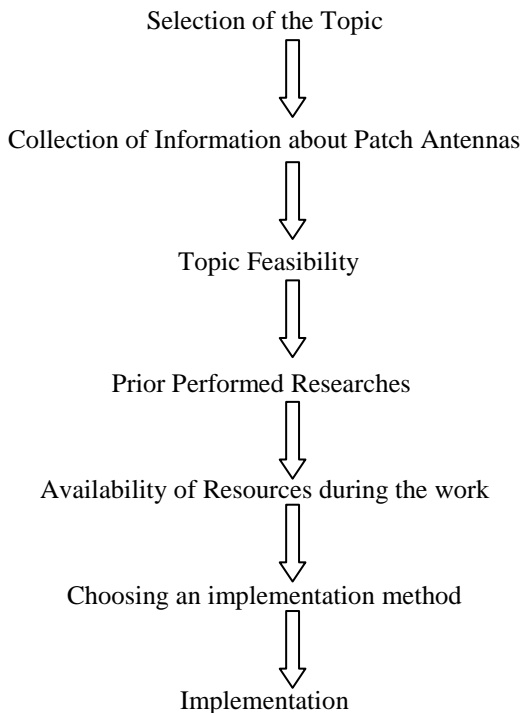 Selection of the Topic
Collection of Information about Patch Antennas
Topic Feasibility
Prior Performed Researches
Availability of Resources during the work
Choosing an implementation method
Implementation